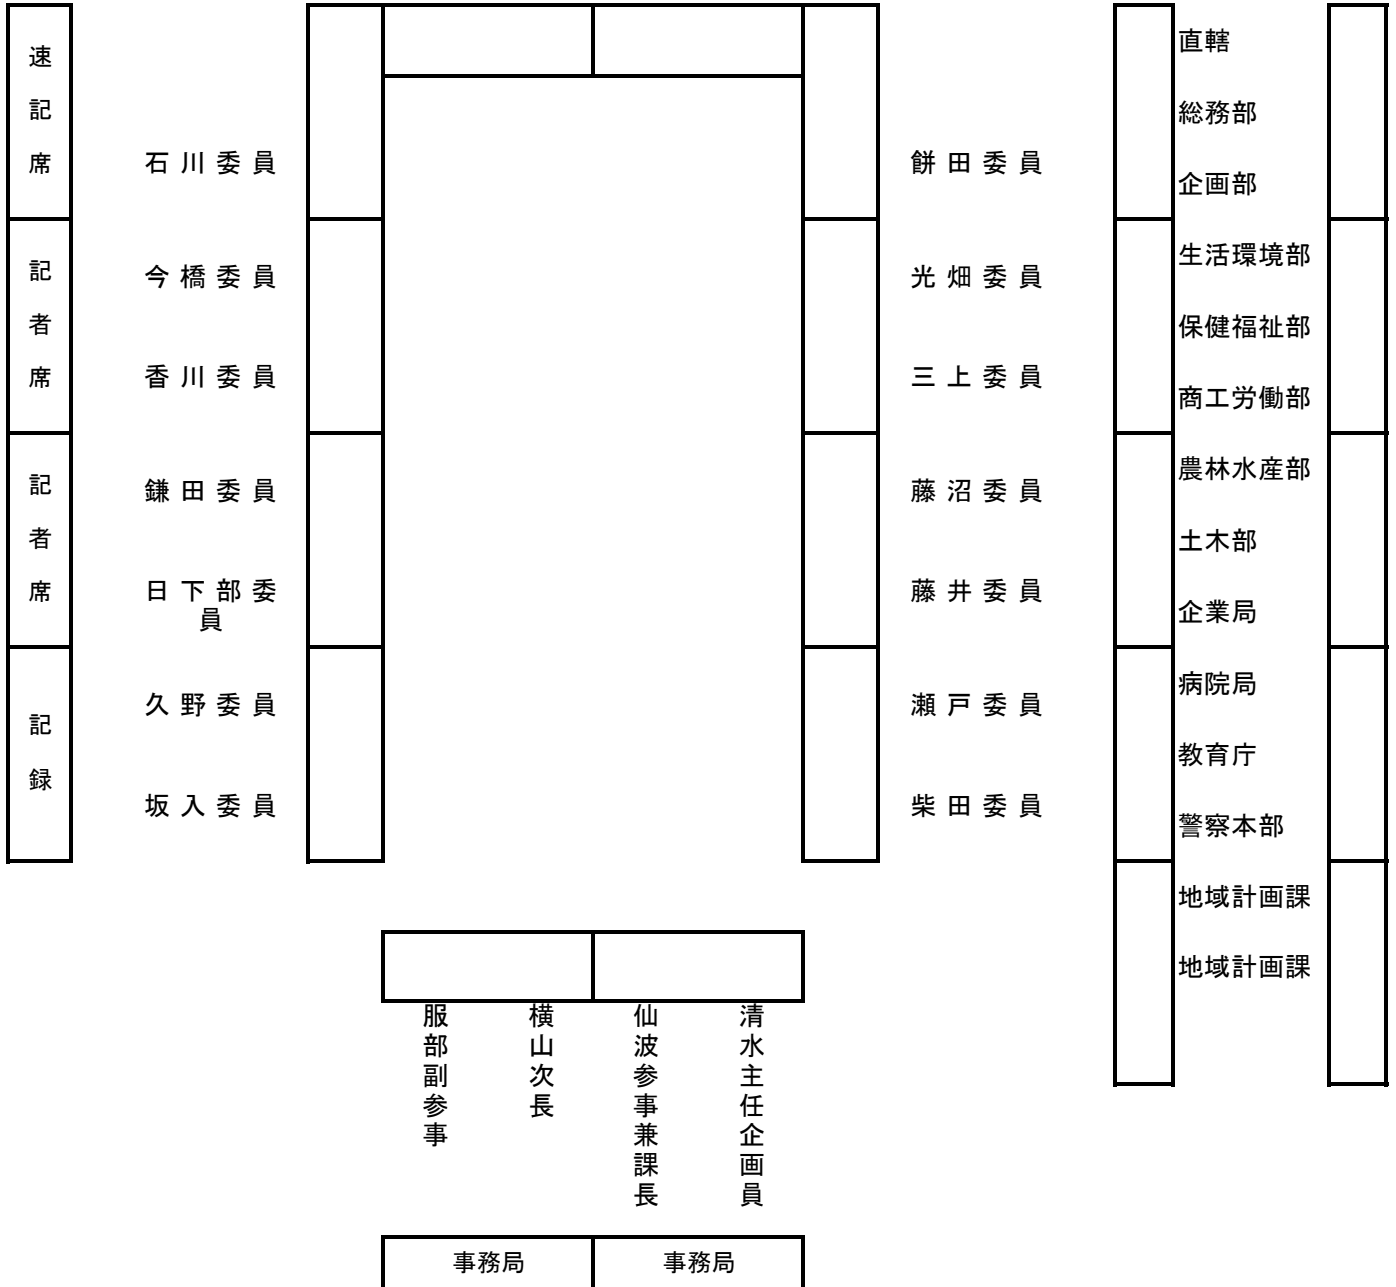 速記席
記者席
記者席
記録
石川委員
今橋委員
香川委員
鎌田委員
日下部委
員
久野委員
坂入委員
餅田委員
光畑委員
三上委員
藤沼委員
藤井委員
瀬戸委員
柴田委員
直轄
総務部
企画部
生活環境部
保健福祉部
商工労働部
農林水産部
土木部
企業局
病院局
教育庁
警察本部
地域計画課
地域計画課
服部副参事
横山次長
仙波参事兼課長
清水主任企画員
事務局
事務局